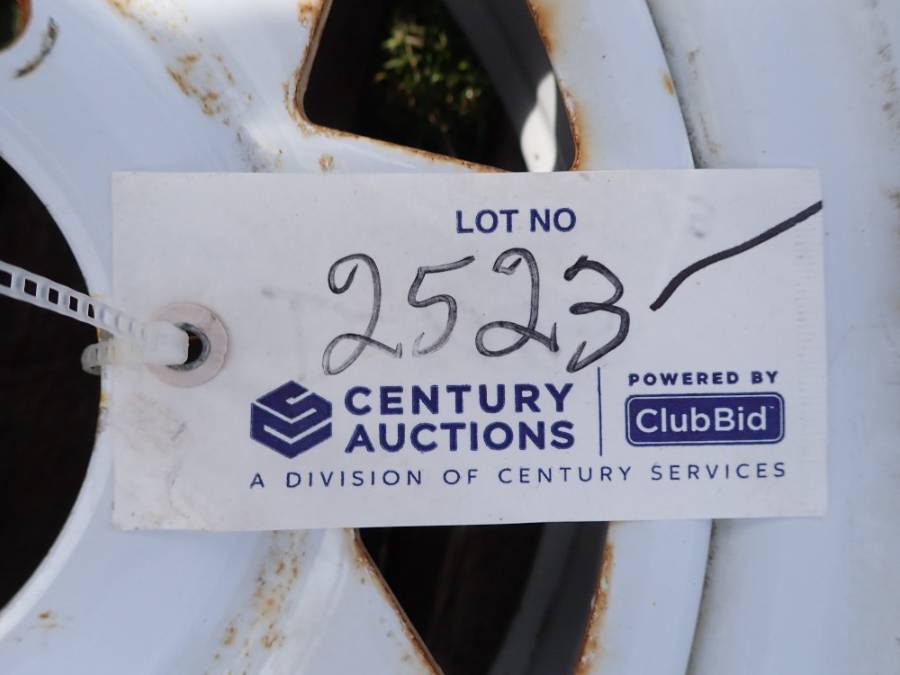 LOT NO
2523
CENTURY AUCTIONS
POWERED BY
ClubBid
A DIVISION OF CENTURY SERVICES